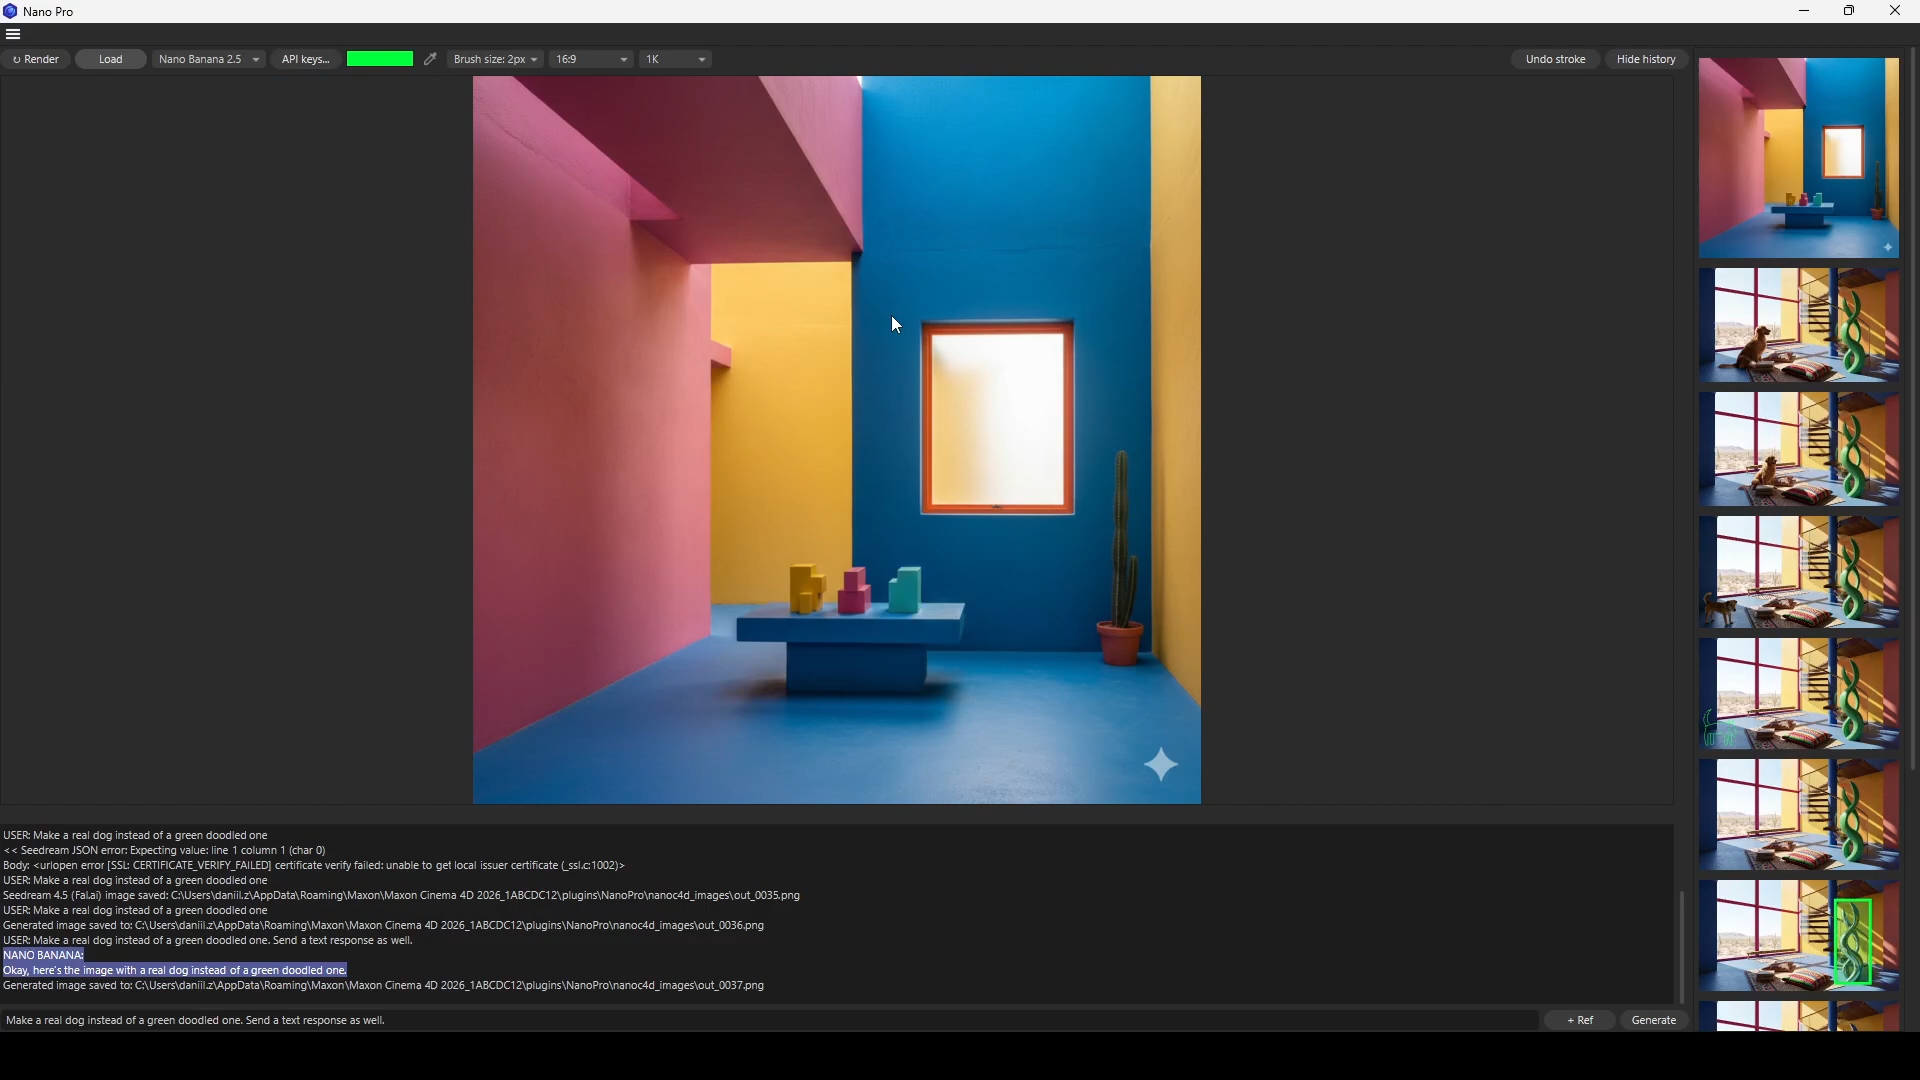 Nano Pro
Render Load Nano Banana 2.5 API keys... Brush size: 2px 16:9 1K Undo stroke Hide history
USER: Make a real dog instead of a green doodled one
<< Seedream JSON error: Expecting value: line 1 column 1 (char 0)
Body: <urlopen error [SSL: CERTIFICATE_VERIFY_FAILED] certificate verify failed: unable to get local issuer certificate (_ssl.c:1002)>
USER: Make a real dog instead of a green doodled one
Seedream 4.5 (Fal.ai) image saved: C:\Users\daniil.z\AppData\Roaming\Maxon\Maxon Cinema 4D 2026_1ABCDC12\plugins\NanoPro\nanoc4d_images\out_0035.png
USER: Make a real dog instead of a green doodled one
Generated image saved to: C:\Users\daniil.z\AppData\Roaming\Maxon\Maxon Cinema 4D 2026_1ABCDC12\plugins\NanoPro\nanoc4d_images\out_0036.png
USER: Make a real dog instead of a green doodled one. Send a text response as well.
NANO BANANA:
Okay, here's the image with a real dog instead of a green doodled one.
Generated image saved to: C:\Users\daniil.z\AppData\Roaming\Maxon\Maxon Cinema 4D 2026_1ABCDC12\plugins\NanoPro\nanoc4d_images\out_0037.png
Make a real dog instead of a green doodled one. Send a text response as well. + Ref Generate